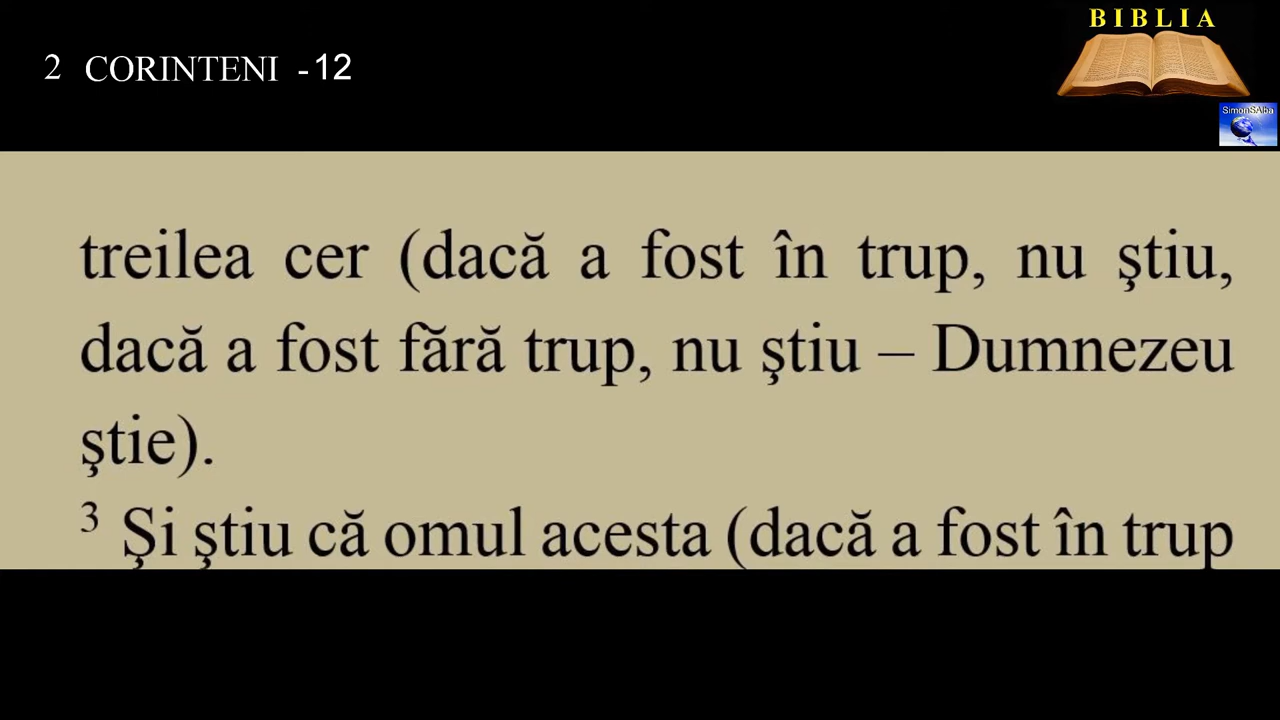 BIBLIA
2 CORINTENI - 12
SimonSAlba
treilea cer (dacă a fost în trup, nu ştiu,
dacă a fost fără trup, nu ştiu – Dumnezeu
ştie).
3 Şi ştiu că omul acesta (dacă a fost în trup